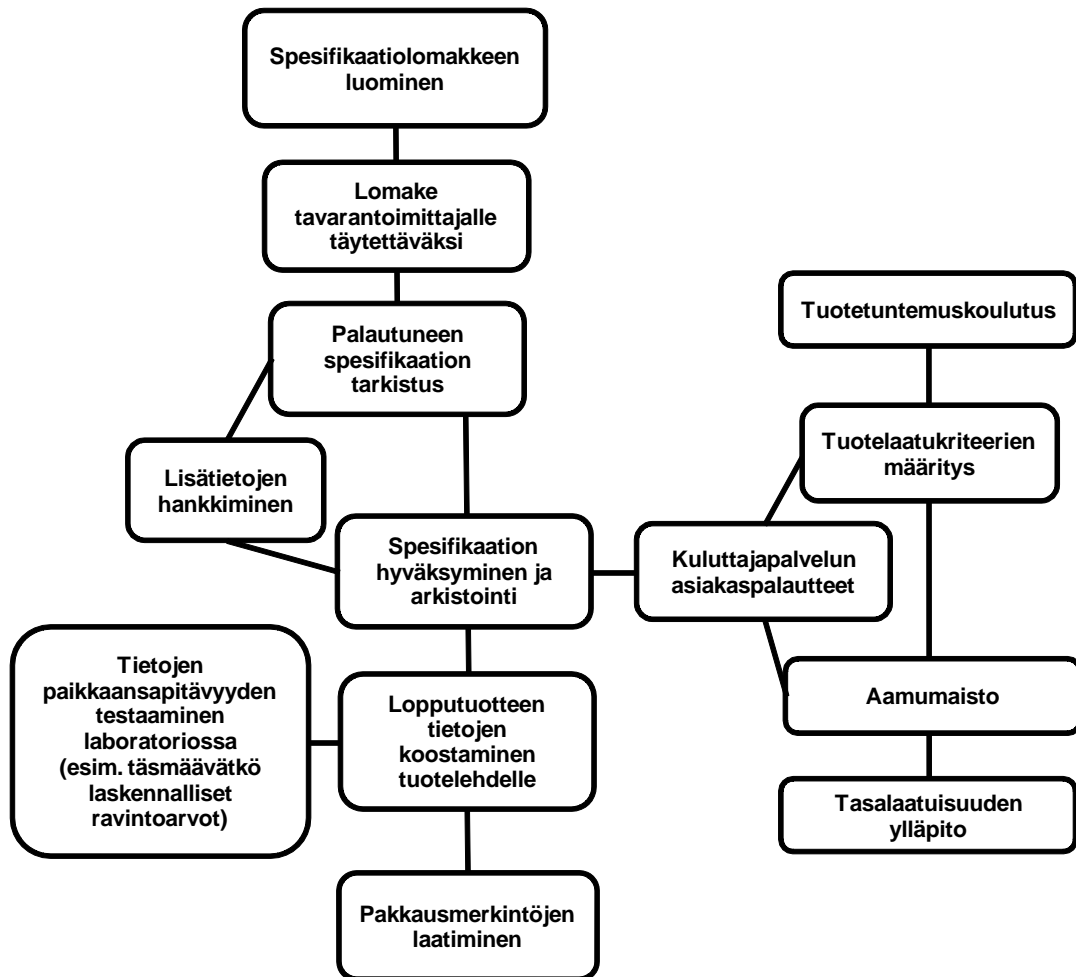 Spesifikaatiolomakkeen
luominen
Lomake
tavarantoimittajalle
täytettäväksi
Palautuneen
spesifikaation
tarkistus
Lisätietojen
hankkiminen
Spesifikaation
hyväksyminen ja
arkistointi
Tietojen
paikkaansapitävyyden
testaaminen
laboratoriossa
(esim. täsmäävätkö
laskennalliset
ravintoarvot)
Lopputuotteen
tietojen
koostaminen
tuotelehdelle
Pakkausmerkintöjen
laatiminen
Kuluttajapalvelun
asiakaspalautteet
Tuotetuntemuskoulutus
Tuotelaatukriteerien
määritys
Aamumaisto
Tasalaatuisuuden
ylläpito